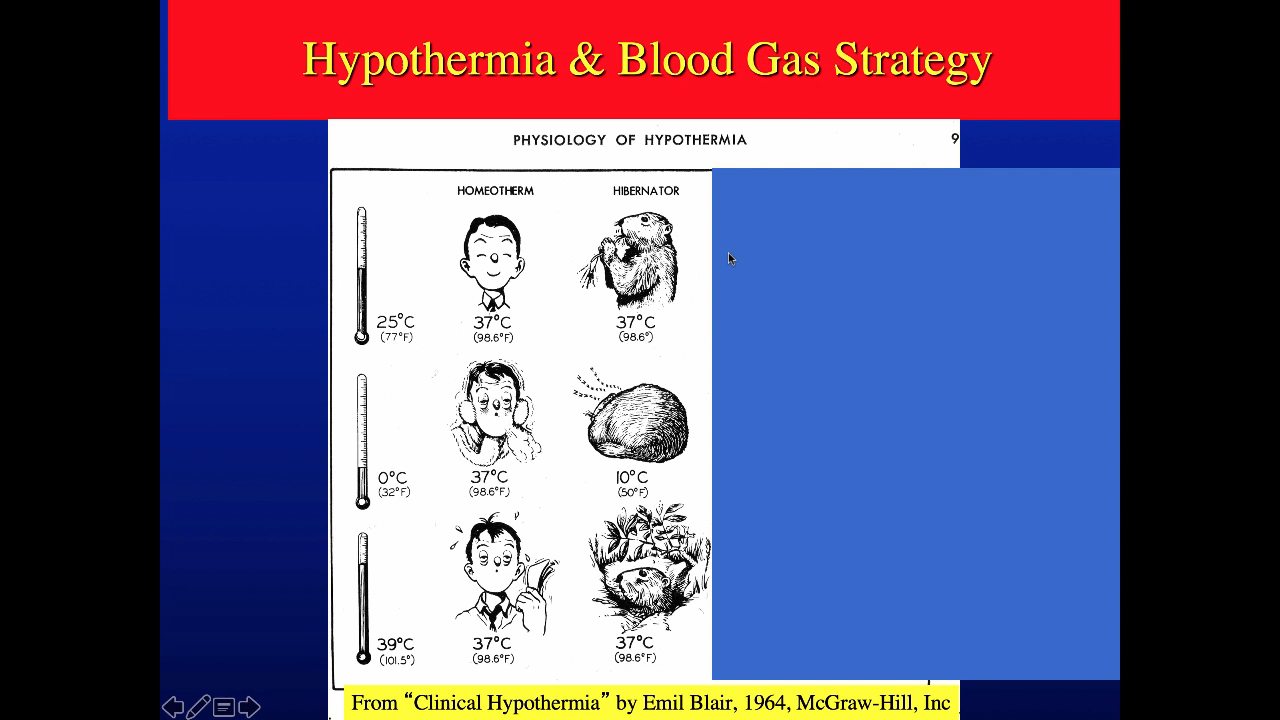 Hypothermia & Blood Gas Strategy
PHYSIOLOGY OF HYPOTHERMIA 9
HOMEOTHERM HIBERNATOR
25°C 37°C 37°C
(77°F) (98.6°F) (98.6°)
0°C 37°C 10°C
(32°F) (98.6°F) (50°F)
39°C 37°C 37°C
(101.5°) (98.6°F) (98.6°F)
From “Clinical Hypothermia” by Emil Blair, 1964, McGraw-Hill, Inc